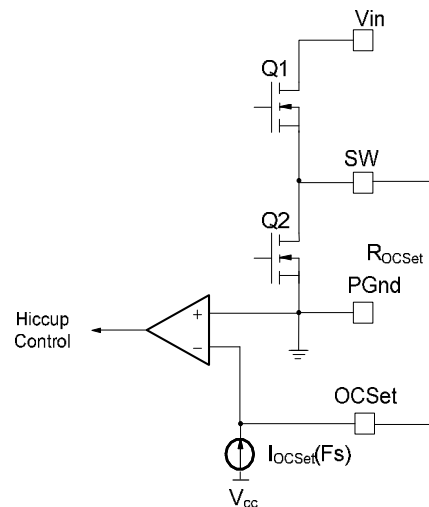 Vin
Q1
SW
Q2
R_OCSet
PGnd
Hiccup
Control
+
−
OCSet
I_OCSet(Fs)
V_cc